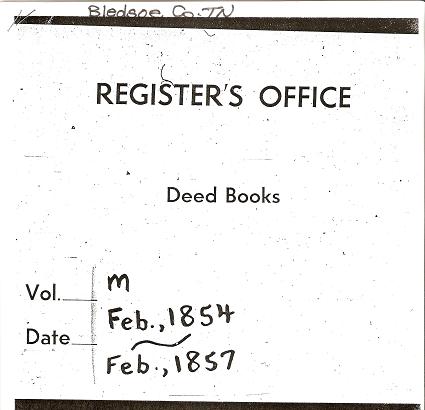 Bledsoe Co. TN
REGISTER'S OFFICE
Deed Books
Vol. m
Feb., 1854
Date
Feb., 1857